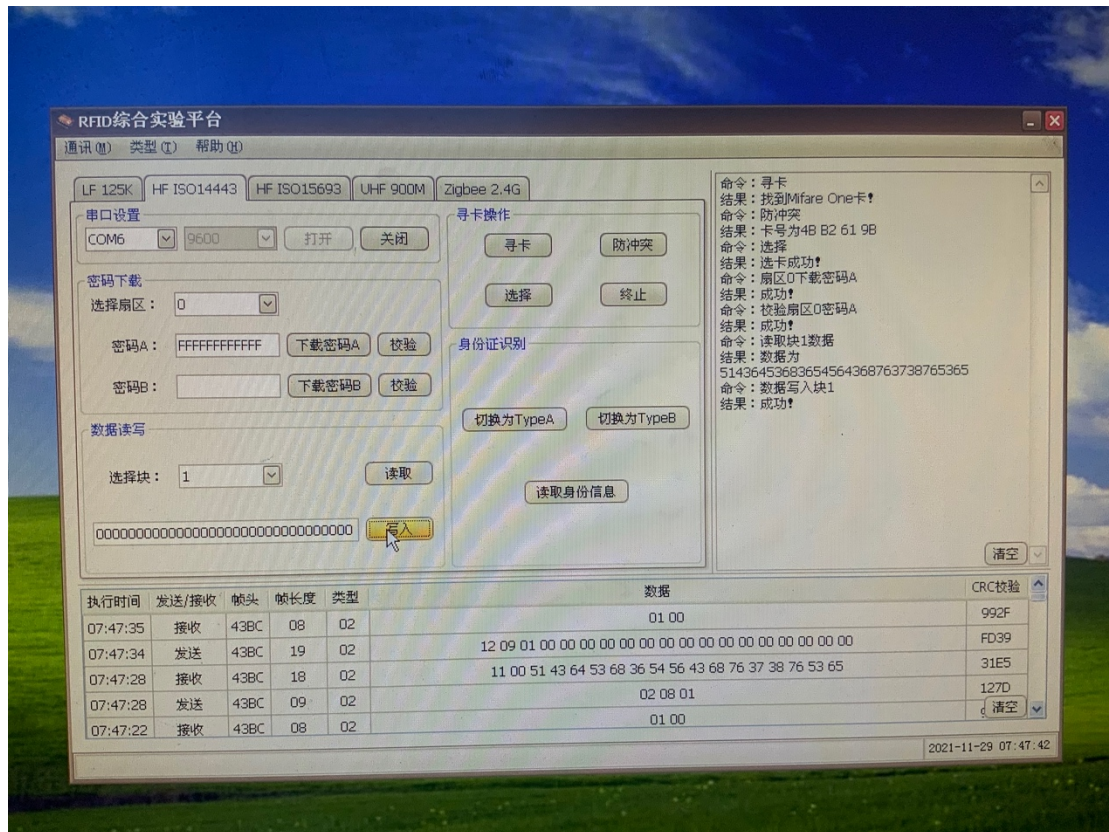 RFID综合实验平台
通讯(M) 类型(T) 帮助(H)
LF 125K HF ISO14443 HF ISO15693 UHF 900M Zigbee 2.4G
串口设置
COM6 9600 打开 关闭
密码下载
选择扇区： 0
密码A： FFFFFFFFFFFF 下载密码A 校验
密码B： 下载密码B 校验
数据读写
选择块： 1 读取
00000000000000000000000000000000 写入
寻卡操作
寻卡 防冲突
选择 终止
身份证识别
切换为TypeA 切换为TypeB
读取身份信息
命令：寻卡
结果：找到Mifare One卡!
命令：防冲突
结果：卡号为4B B2 61 9B
命令：选择
结果：选卡成功!
命令：扇区0下载密码A
结果：成功!
命令：校验扇区0密码A
结果：成功!
命令：读取块1数据
结果：数据为
51436453683654564368763738765365
命令：数据写入块1
结果：成功!
清空
执行时间 发送/接收 帧头 帧长度 类型 数据 CRC校验
07:47:35 接收 43BC 08 02 01 00 992F
07:47:34 发送 43BC 19 02 12 09 01 00 00 00 00 00 00 00 00 00 00 00 00 00 00 00 00 FD39
07:47:28 接收 43BC 18 02 11 00 51 43 64 53 68 36 54 56 43 68 76 37 38 76 53 65 31E5
07:47:28 发送 43BC 09 02 02 08 01 127D
07:47:22 接收 43BC 08 02 01 00
清空
2021-11-29 07:47:42